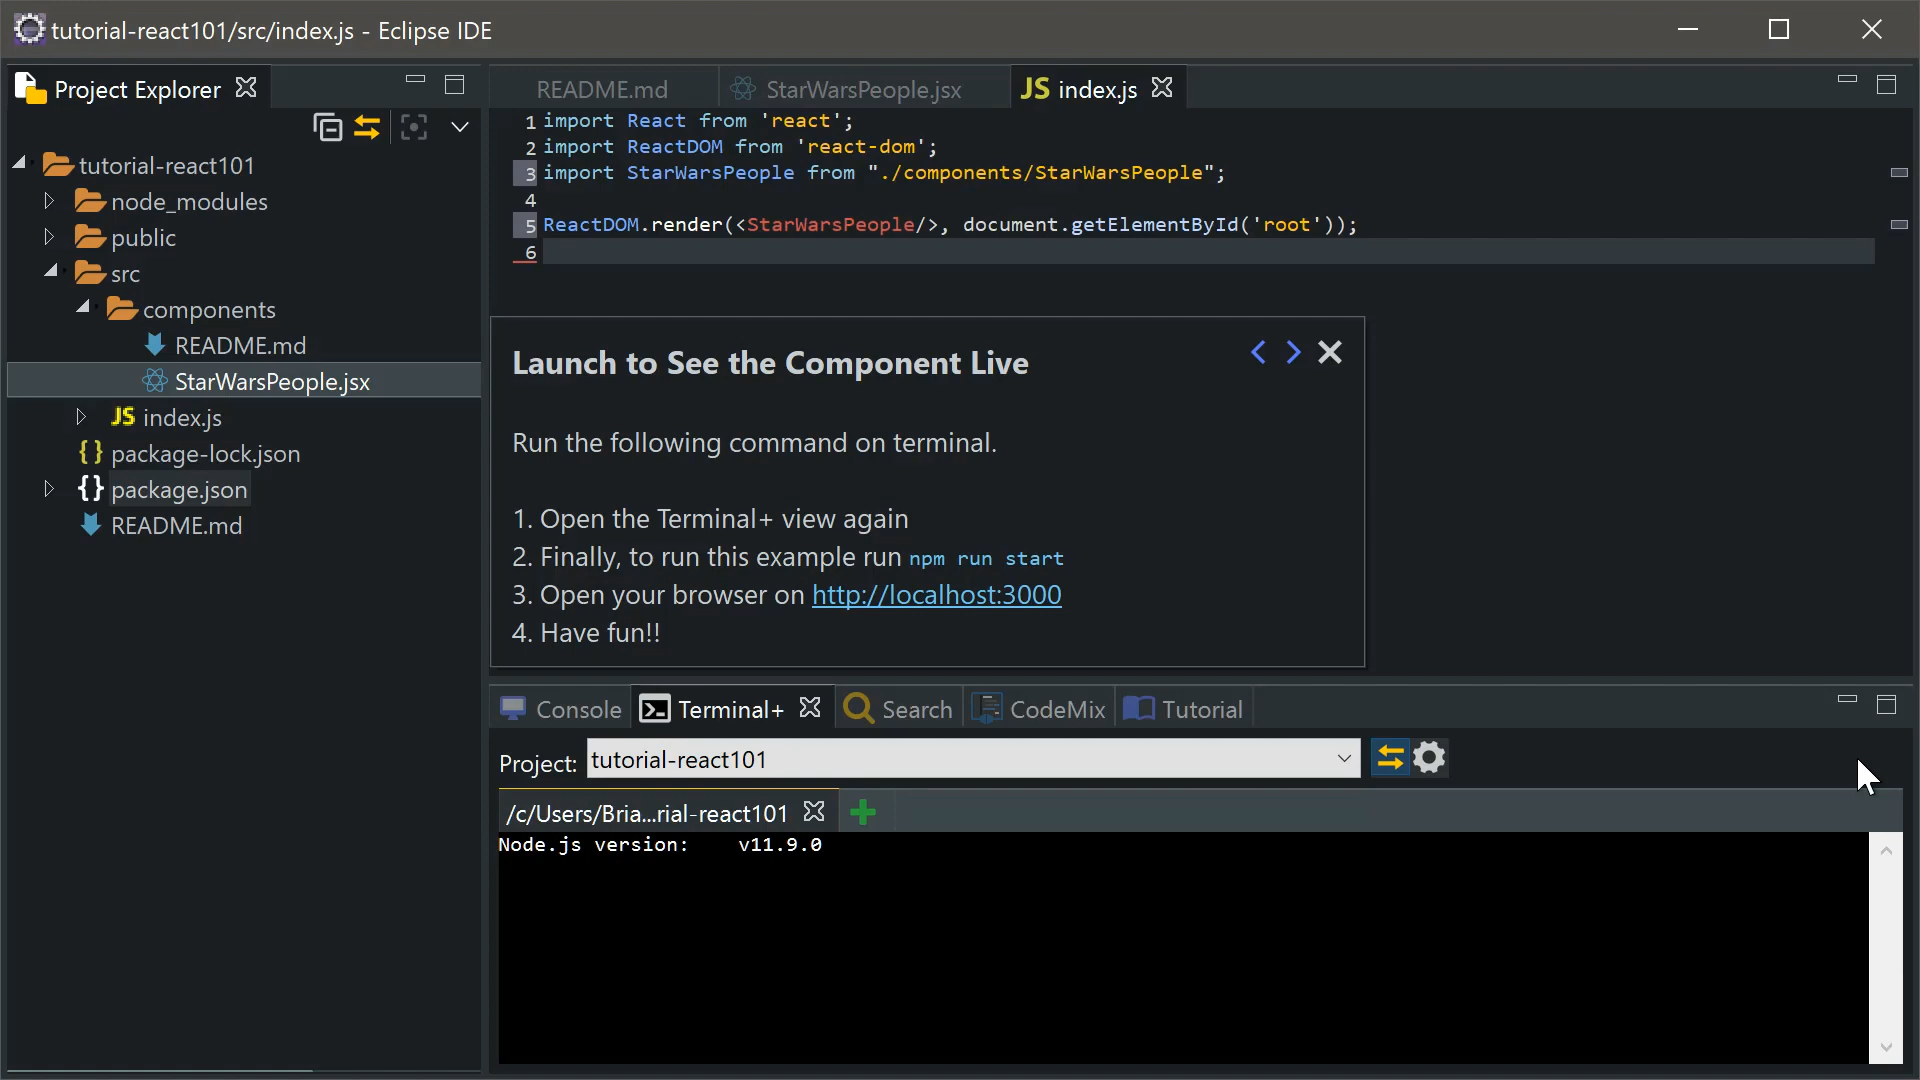 tutorial-react101/src/index.js - Eclipse IDE
Project Explorer
tutorial-react101
node_modules
public
src
components
README.md
StarWarsPeople.jsx
JS index.js
{} package-lock.json
{} package.json
README.md
README.md
StarWarsPeople.jsx
JS index.js
1 import React from 'react';
2 import ReactDOM from 'react-dom';
3 import StarWarsPeople from "./components/StarWarsPeople";
4
5 ReactDOM.render(<StarWarsPeople/>, document.getElementById('root'));
6
Launch to See the Component Live
Run the following command on terminal.
1. Open the Terminal+ view again
2. Finally, to run this example run npm run start
3. Open your browser on http://localhost:3000
4. Have fun!!
Console
Terminal+
Search
CodeMix
Tutorial
Project: tutorial-react101
/c/Users/Bria...rial-react101
Node.js version: v11.9.0